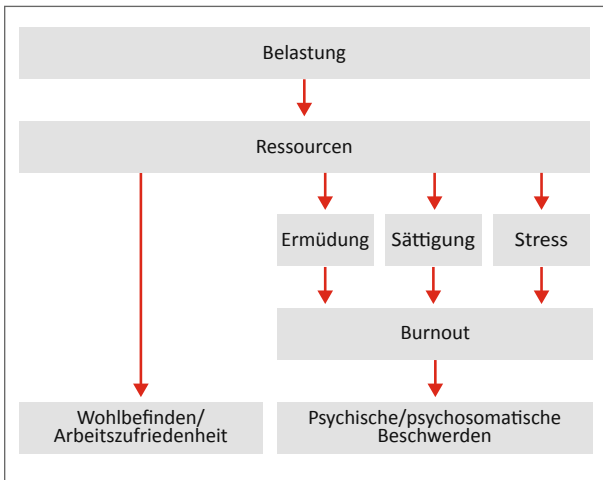 Belastung
Ressourcen
Ermüdung
Sättigung
Stress
Burnout
Wohlbefinden/
Arbeitszufriedenheit
Psychische/psychosomatische
Beschwerden